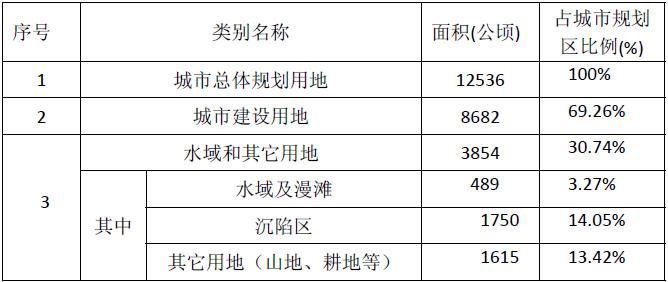 序号 类别名称 面积(公顷) 占城市规划
区比例(%)
1 城市总体规划用地 12536 100%
2 城市建设用地 8682 69.26%
3 水域和其它用地 3854 30.74%
其中 水域及漫滩 489 3.27%
沉陷区 1750 14.05%
其它用地（山地、耕地等） 1615 13.42%